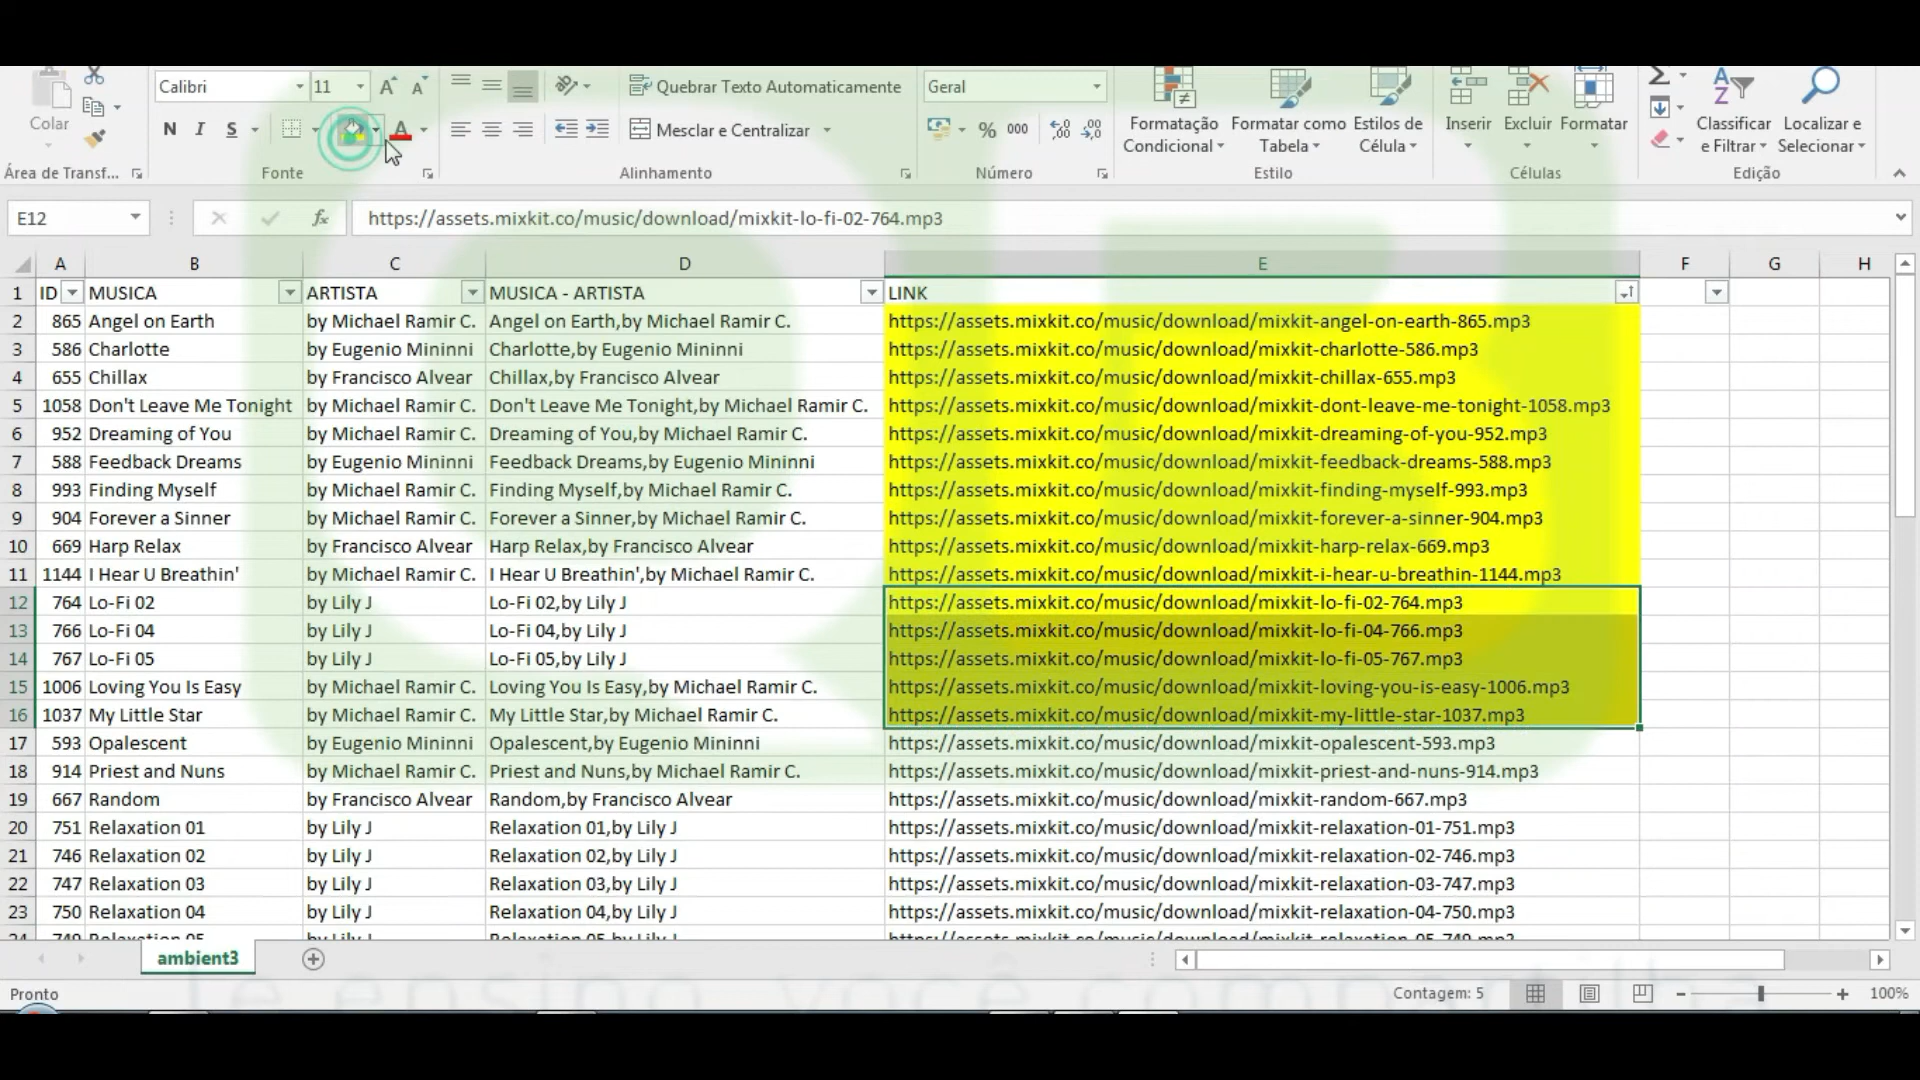 Calibri 11 Quebrar Texto Automaticamente Geral
Colar N I S Mesclar e Centralizar % 000 Formatação Condicional Formatar como Tabela Estilos de Célula Inserir Excluir Formatar Classificar e Filtrar Localizar e Selecionar
Área de Transf... Fonte Alinhamento Número Estilo Células Edição
E12 fx https://assets.mixkit.co/music/download/mixkit-lo-fi-02-764.mp3
A B C D E F G H
1 ID MUSICA ARTISTA MUSICA - ARTISTA LINK
2 865 Angel on Earth by Michael Ramir C. Angel on Earth,by Michael Ramir C. https://assets.mixkit.co/music/download/mixkit-angel-on-earth-865.mp3
3 586 Charlotte by Eugenio Mininni Charlotte,by Eugenio Mininni https://assets.mixkit.co/music/download/mixkit-charlotte-586.mp3
4 655 Chillax by Francisco Alvear Chillax,by Francisco Alvear https://assets.mixkit.co/music/download/mixkit-chillax-655.mp3
5 1058 Don't Leave Me Tonight by Michael Ramir C. Don't Leave Me Tonight,by Michael Ramir C. https://assets.mixkit.co/music/download/mixkit-dont-leave-me-tonight-1058.mp3
6 952 Dreaming of You by Michael Ramir C. Dreaming of You,by Michael Ramir C. https://assets.mixkit.co/music/download/mixkit-dreaming-of-you-952.mp3
7 588 Feedback Dreams by Eugenio Mininni Feedback Dreams,by Eugenio Mininni https://assets.mixkit.co/music/download/mixkit-feedback-dreams-588.mp3
8 993 Finding Myself by Michael Ramir C. Finding Myself,by Michael Ramir C. https://assets.mixkit.co/music/download/mixkit-finding-myself-993.mp3
9 904 Forever a Sinner by Michael Ramir C. Forever a Sinner,by Michael Ramir C. https://assets.mixkit.co/music/download/mixkit-forever-a-sinner-904.mp3
10 669 Harp Relax by Francisco Alvear Harp Relax,by Francisco Alvear https://assets.mixkit.co/music/download/mixkit-harp-relax-669.mp3
11 1144 I Hear U Breathin' by Michael Ramir C. I Hear U Breathin',by Michael Ramir C. https://assets.mixkit.co/music/download/mixkit-i-hear-u-breathin-1144.mp3
12 764 Lo-Fi 02 by Lily J Lo-Fi 02,by Lily J https://assets.mixkit.co/music/download/mixkit-lo-fi-02-764.mp3
13 766 Lo-Fi 04 by Lily J Lo-Fi 04,by Lily J https://assets.mixkit.co/music/download/mixkit-lo-fi-04-766.mp3
14 767 Lo-Fi 05 by Lily J Lo-Fi 05,by Lily J https://assets.mixkit.co/music/download/mixkit-lo-fi-05-767.mp3
15 1006 Loving You Is Easy by Michael Ramir C. Loving You Is Easy,by Michael Ramir C. https://assets.mixkit.co/music/download/mixkit-loving-you-is-easy-1006.mp3
16 1037 My Little Star by Michael Ramir C. My Little Star,by Michael Ramir C. https://assets.mixkit.co/music/download/mixkit-my-little-star-1037.mp3
17 593 Opalescent by Eugenio Mininni Opalescent,by Eugenio Mininni https://assets.mixkit.co/music/download/mixkit-opalescent-593.mp3
18 914 Priest and Nuns by Michael Ramir C. Priest and Nuns,by Michael Ramir C. https://assets.mixkit.co/music/download/mixkit-priest-and-nuns-914.mp3
19 667 Random by Francisco Alvear Random,by Francisco Alvear https://assets.mixkit.co/music/download/mixkit-random-667.mp3
20 751 Relaxation 01 by Lily J Relaxation 01,by Lily J https://assets.mixkit.co/music/download/mixkit-relaxation-01-751.mp3
21 746 Relaxation 02 by Lily J Relaxation 02,by Lily J https://assets.mixkit.co/music/download/mixkit-relaxation-02-746.mp3
22 747 Relaxation 03 by Lily J Relaxation 03,by Lily J https://assets.mixkit.co/music/download/mixkit-relaxation-03-747.mp3
23 750 Relaxation 04 by Lily J Relaxation 04,by Lily J https://assets.mixkit.co/music/download/mixkit-relaxation-04-750.mp3
24 749 Relaxation 05 by Lily J Relaxation 05,by Lily J https://assets.mixkit.co/music/download/mixkit-relaxation-05-749.mp3
ambient3
Pronto Contagem: 5 100%
te ensino, você